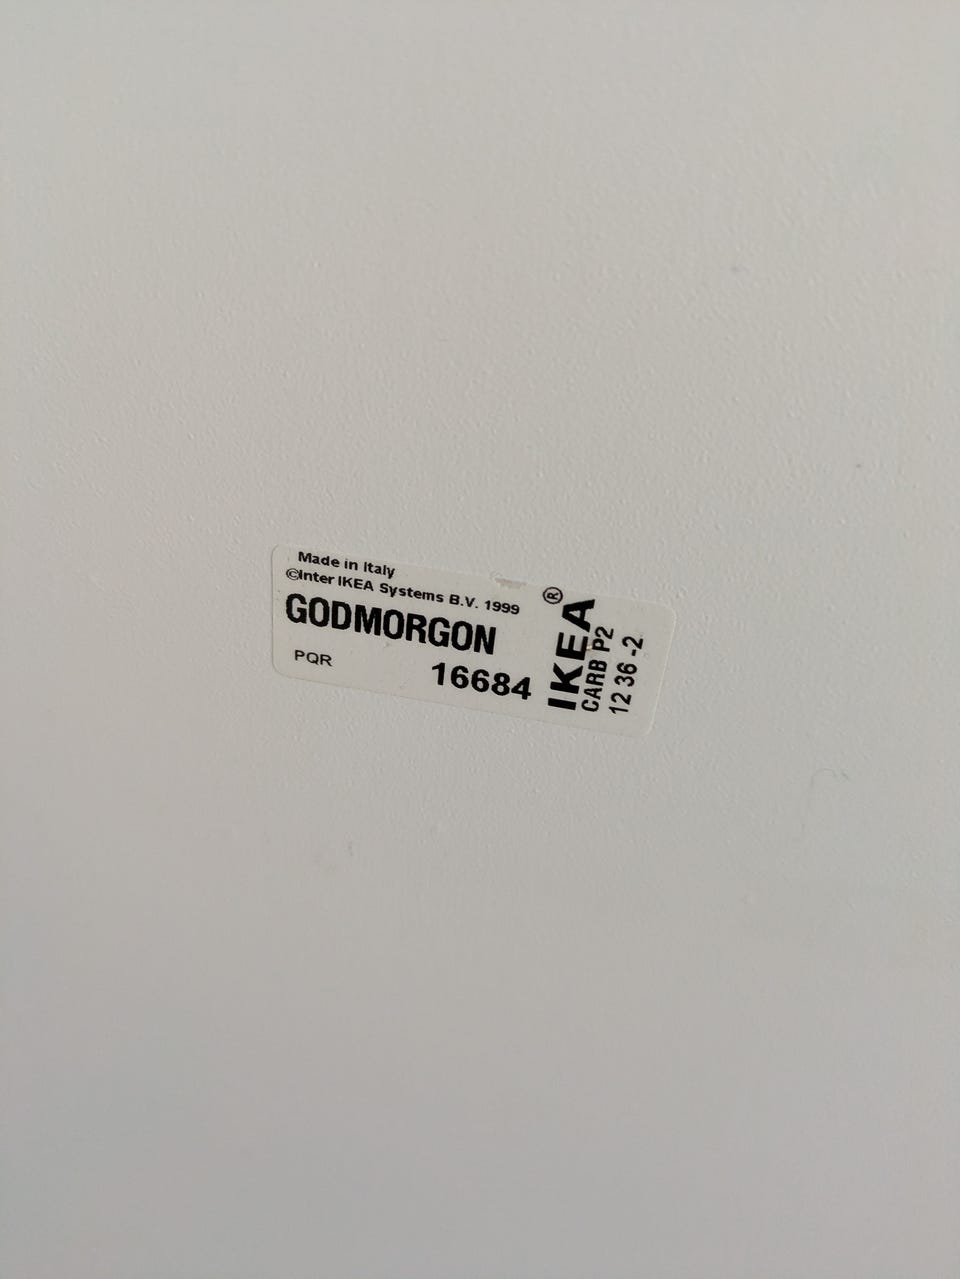 Made in Italy
©Inter IKEA Systems B.V. 1999
GODMORGON
PQR
16684
IKEA®
CARB P2
12 36 -2